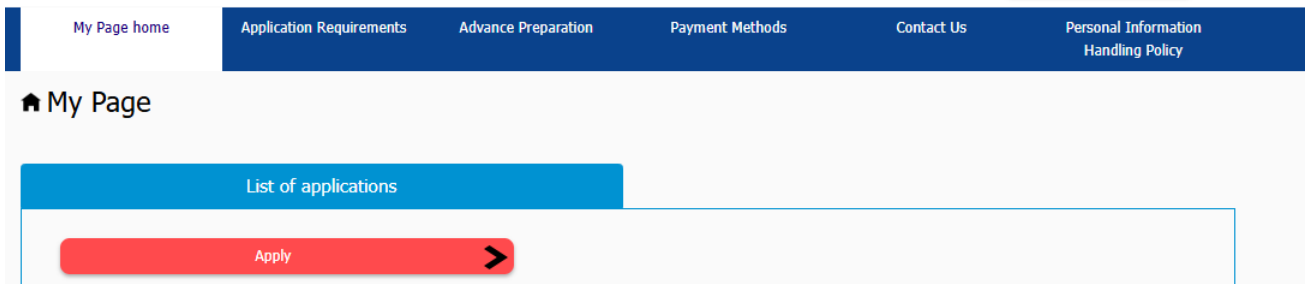 My Page home
Application Requirements
Advance Preparation
Payment Methods
Contact Us
Personal Information
Handling Policy
My Page
List of applications
Apply